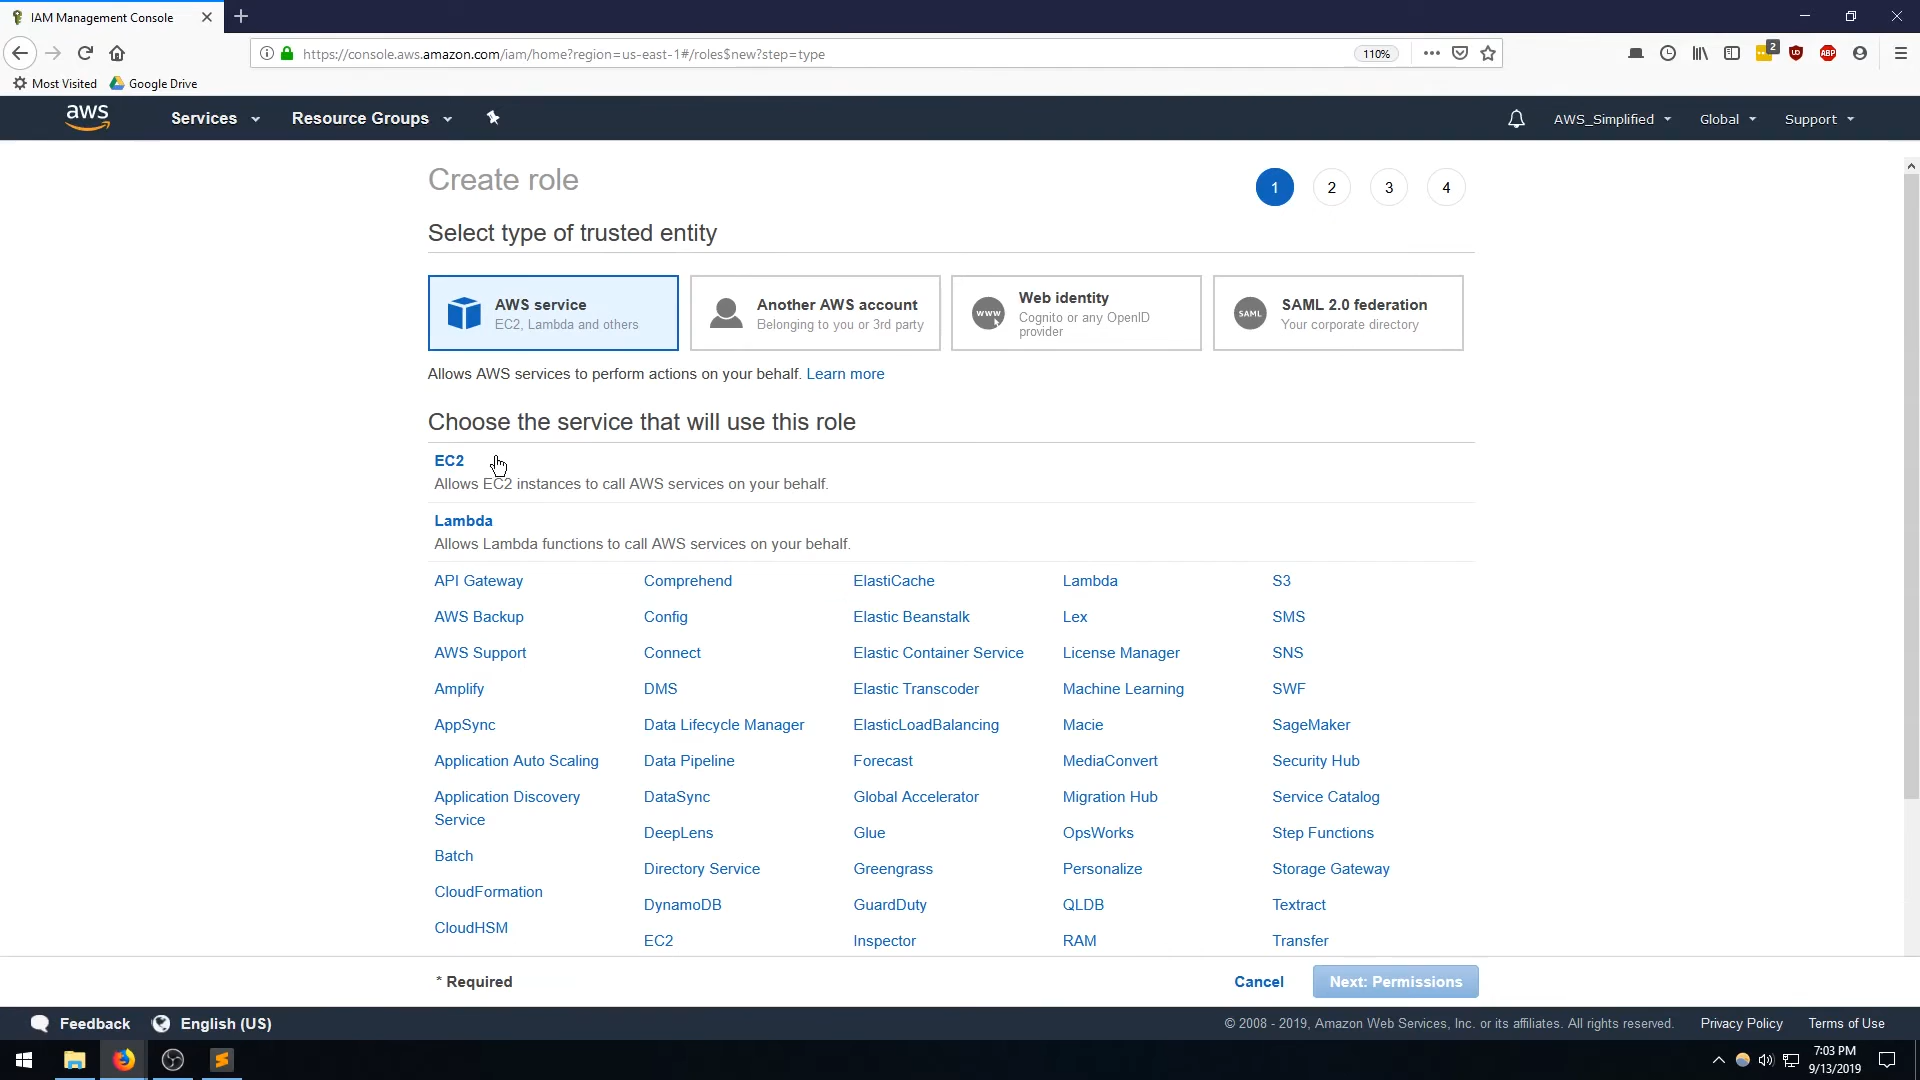 IAM Management Console
https://console.aws.amazon.com/iam/home?region=us-east-1#/roles$new?step=type
110%
2
Most Visited
Google Drive
aws
Services
Resource Groups
AWS_Simplified
Global
Support
Create role
1
2
3
4
Select type of trusted entity
AWS service
EC2, Lambda and others
Another AWS account
Belonging to you or 3rd party
WWW
Web identity
Cognito or any OpenID
provider
SAML
SAML 2.0 federation
Your corporate directory
Allows AWS services to perform actions on your behalf. Learn more
Choose the service that will use this role
EC2
Allows EC2 instances to call AWS services on your behalf.
Lambda
Allows Lambda functions to call AWS services on your behalf.
API Gateway
AWS Backup
AWS Support
Amplify
AppSync
Application Auto Scaling
Application Discovery
Service
Batch
CloudFormation
CloudHSM
Comprehend
Config
Connect
DMS
Data Lifecycle Manager
Data Pipeline
DataSync
DeepLens
Directory Service
DynamoDB
EC2
ElastiCache
Elastic Beanstalk
Elastic Container Service
Elastic Transcoder
ElasticLoadBalancing
Forecast
Global Accelerator
Glue
Greengrass
GuardDuty
Inspector
Lambda
Lex
License Manager
Machine Learning
Macie
MediaConvert
Migration Hub
OpsWorks
Personalize
QLDB
RAM
S3
SMS
SNS
SWF
SageMaker
Security Hub
Service Catalog
Step Functions
Storage Gateway
Textract
Transfer
* Required
Cancel
Next: Permissions
Feedback
English (US)
© 2008 - 2019, Amazon Web Services, Inc. or its affiliates. All rights reserved.
Privacy Policy
Terms of Use
7:03 PM
9/13/2019